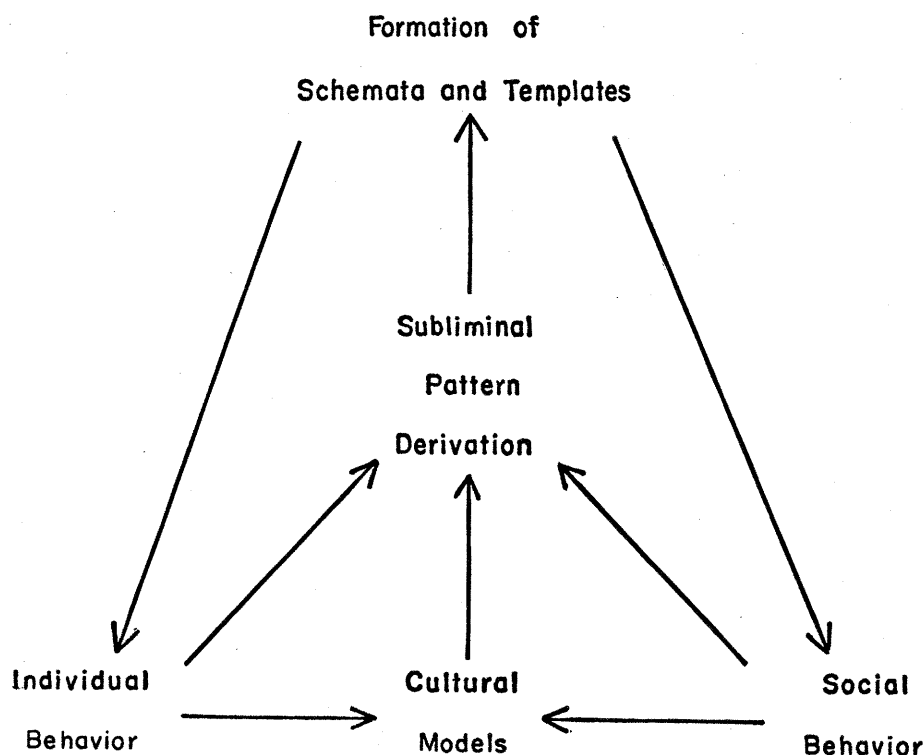 Formation of
Schemata and Templates
Subliminal
Pattern
Derivation
Individual
Behavior
Cultural
Models
Social
Behavior